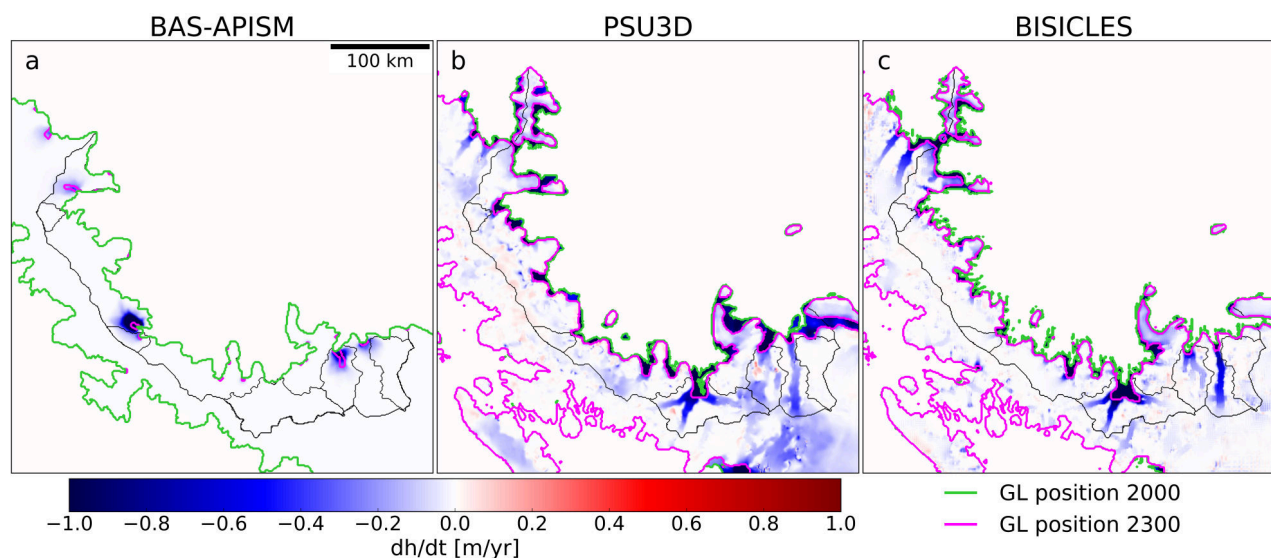 BAS-APISM
PSU3D
BISICLES
a
100 km
b
c
−1.0
−0.8
−0.6
−0.4
−0.2
0.0
0.2
0.4
0.6
0.8
1.0
dh/dt [m/yr]
GL position 2000
GL position 2300